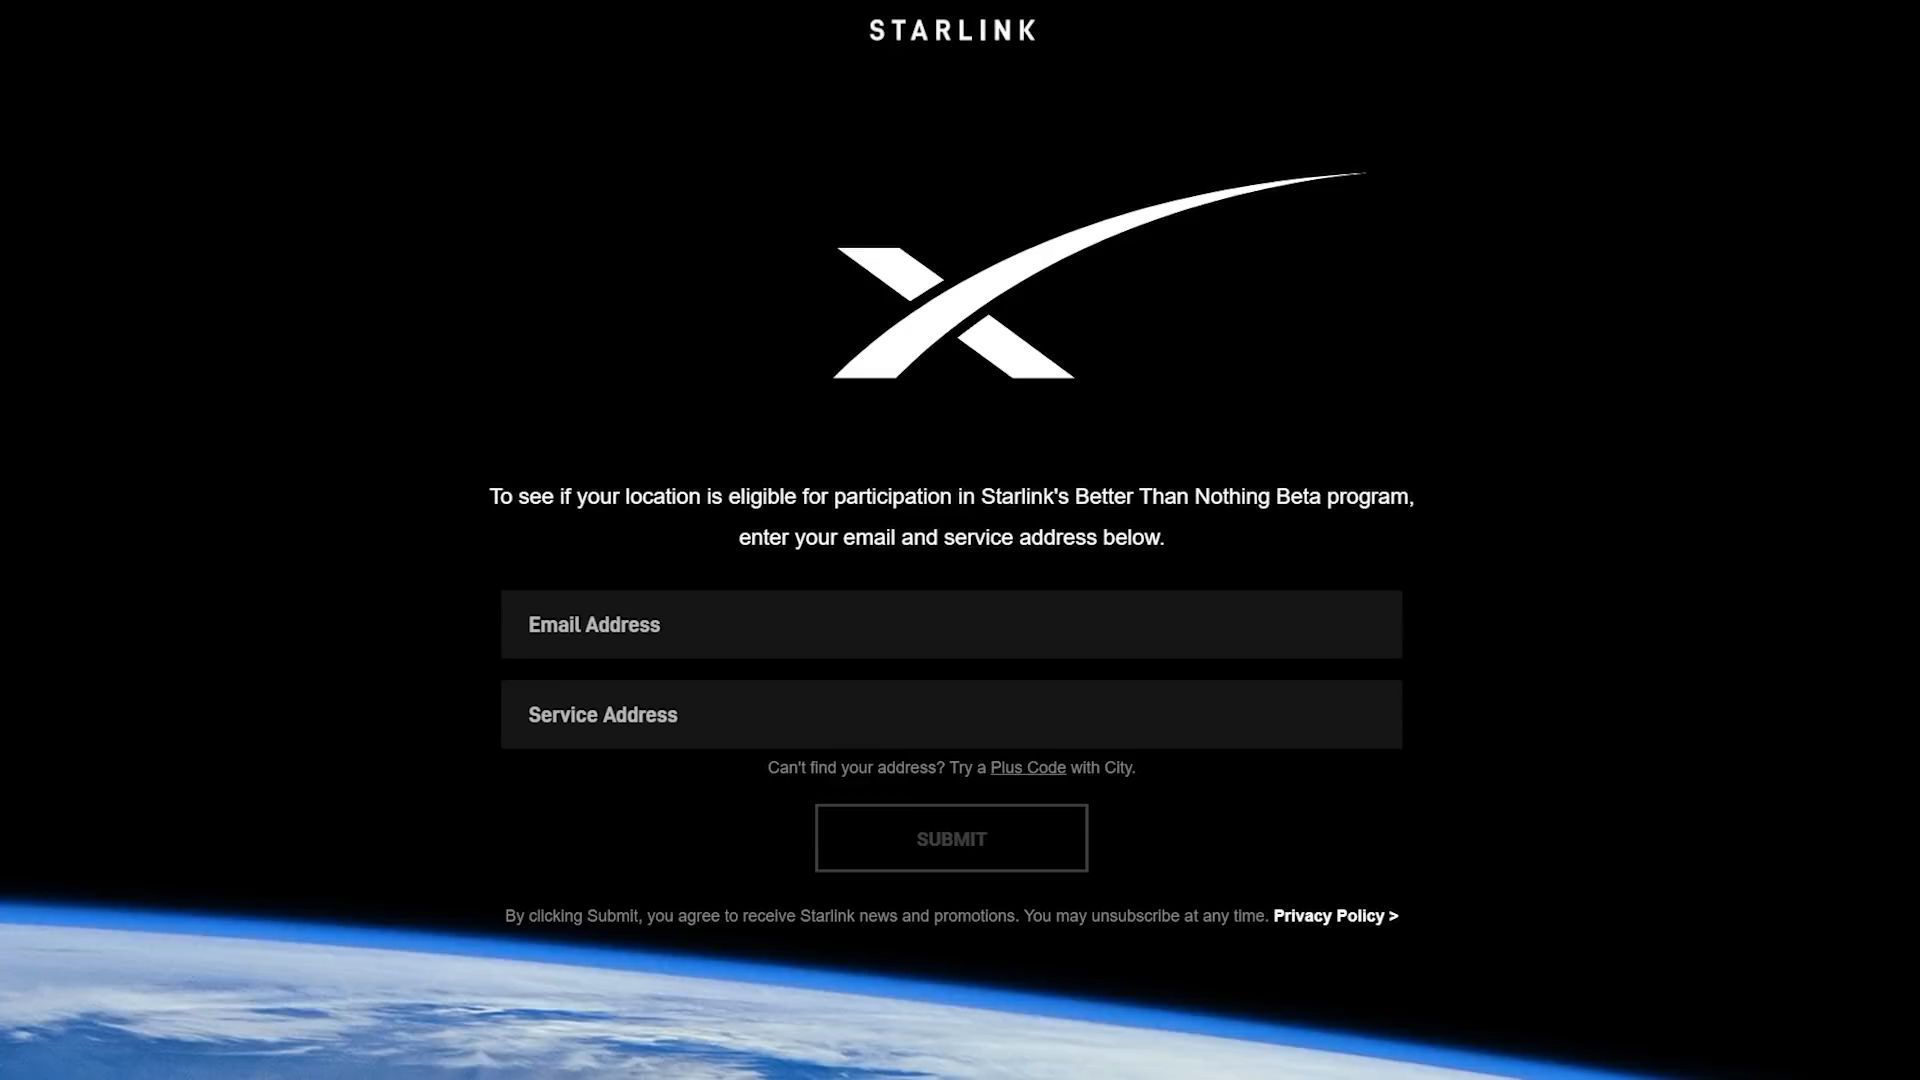 STARLINK
To see if your location is eligible for participation in Starlink's Better Than Nothing Beta program,
enter your email and service address below.
Email Address
Service Address
Can't find your address? Try a Plus Code with City.
SUBMIT
By clicking Submit, you agree to receive Starlink news and promotions. You may unsubscribe at any time. Privacy Policy >